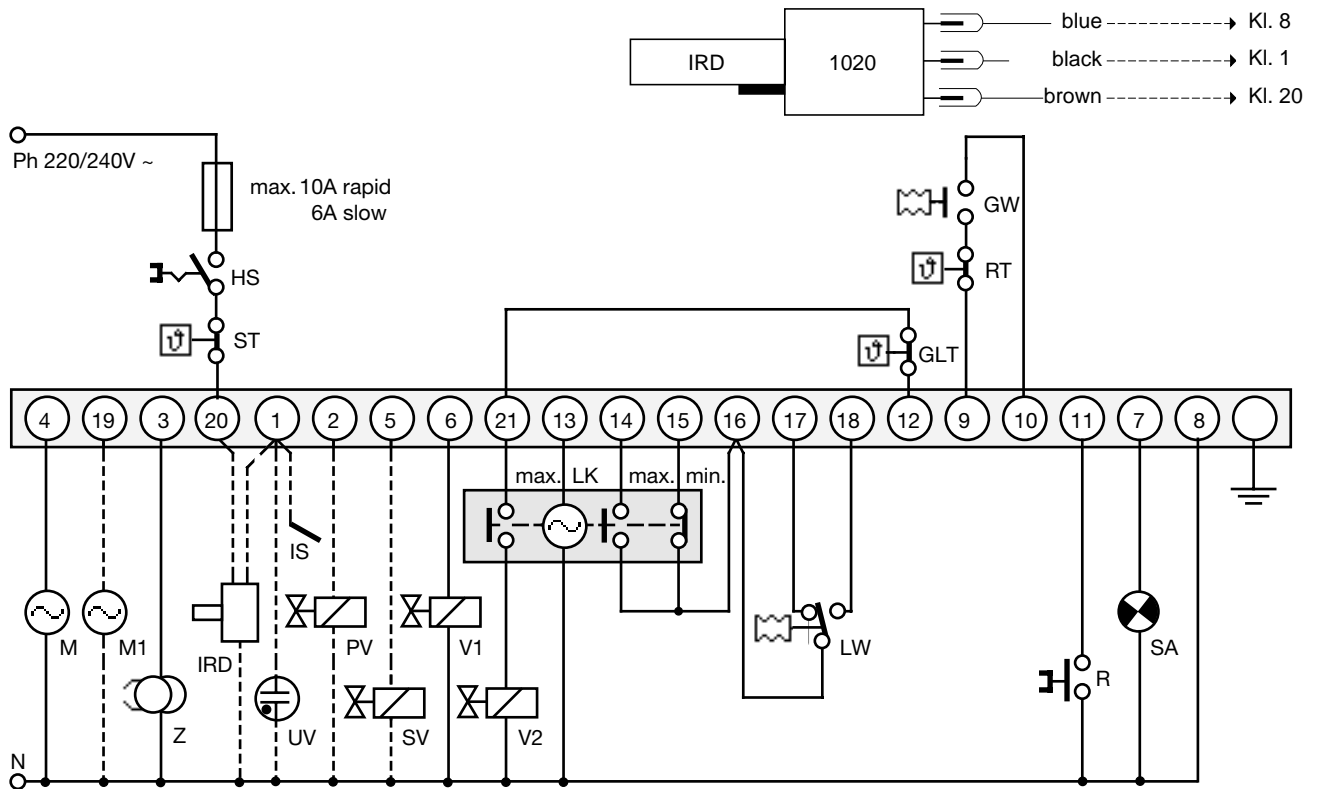 blue Kl. 8
IRD 1020 black Kl. 1
brown Kl. 20
Ph 220/240V ~
max. 10A rapid
6A slow
GW
HS
RT
ϑ
ST
ϑ
GLT
ϑ
4 19 3 20 1 2 5 6 21 13 14 15 16 17 18 12 9 10 11 7 8
max. LK max. min.
IS
M M1 IRD PV V1 LW SA
R
Z UV SV V2
N